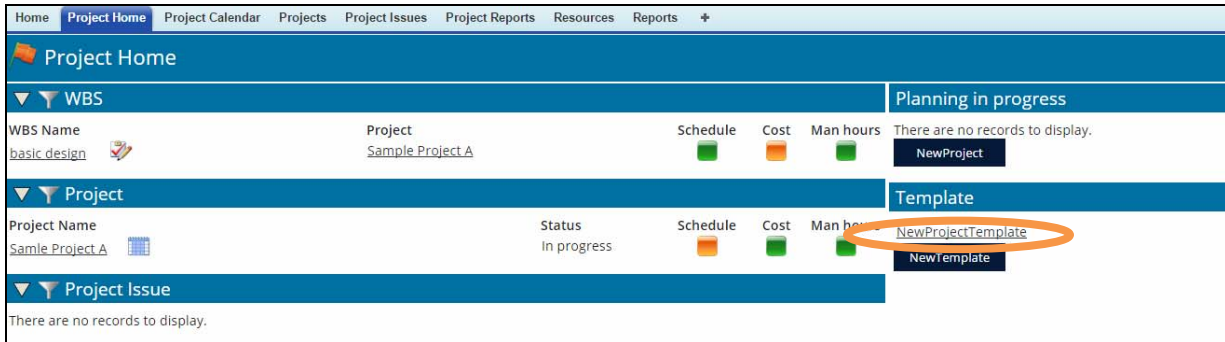 Home Project Home Project Calendar Projects Project Issues Project Reports Resources Reports +
Project Home
WBS
WBS Name Project Schedule Cost Man hours
basic design Sample Project A
Project
Project Name Status Schedule Cost Man hours
Samle Project A In progress
Project Issue
There are no records to display.
Planning in progress
There are no records to display.
NewProject
Template
NewProjectTemplate
NewTemplate